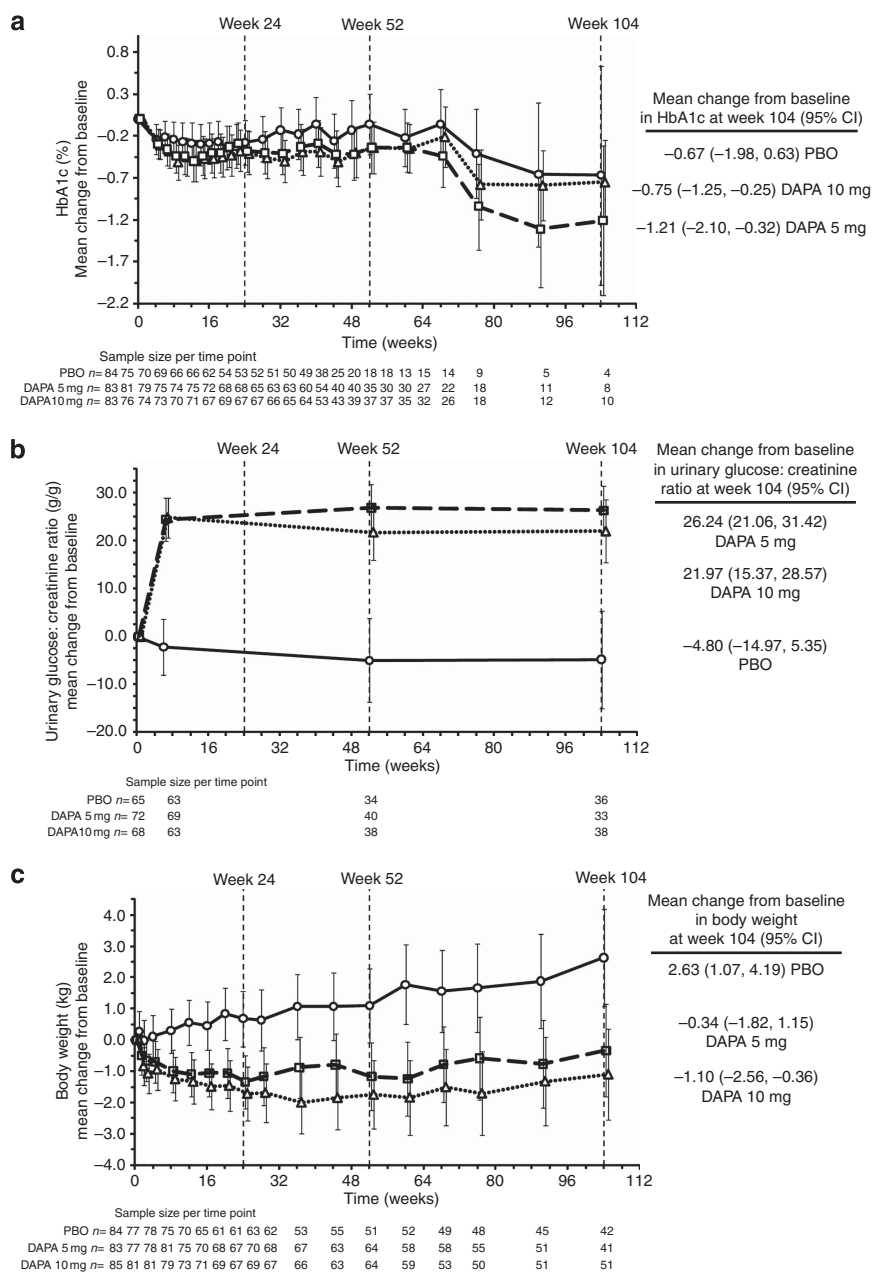 a
Week 24 Week 52 Week 104
0.8
0.3
−0.2
−0.7
−1.2
−1.7
−2.2
HbA1c (%)
Mean change from baseline
0 16 32 48 64 80 96 112
Time (weeks)
Mean change from baseline
in HbA1c at week 104 (95% CI)
−0.67 (−1.98, 0.63) PBO
−0.75 (−1.25, −0.25) DAPA 10 mg
−1.21 (−2.10, −0.32) DAPA 5 mg
Sample size per time point
PBO n= 84 75 70 69 66 66 62 54 53 52 51 50 49 38 25 20 18 18 13 15 14 9 5 4
DAPA 5 mg n= 83 81 79 75 74 75 72 68 68 65 63 63 60 54 40 40 35 30 30 27 22 18 11 8
DAPA10 mg n= 83 76 74 73 70 71 67 69 67 67 66 65 64 53 43 39 37 37 35 32 26 18 12 10
b
Week 24 Week 52 Week 104
30.0
20.0
10.0
0.0
−10.0
−20.0
Urinary glucose: creatinine ratio (g/g)
mean change from baseline
0 16 32 48 64 80 96 112
Time (weeks)
Mean change from baseline
in urinary glucose: creatinine
ratio at week 104 (95% CI)
26.24 (21.06, 31.42)
DAPA 5 mg
21.97 (15.37, 28.57)
DAPA 10 mg
−4.80 (−14.97, 5.35)
PBO
Sample size per time point
PBO n= 65 63 34 36
DAPA 5 mg n= 72 69 40 33
DAPA10 mg n= 68 63 38 38
c
Week 24 Week 52 Week 104
4.0
3.0
2.0
1.0
0.0
−1.0
−2.0
−3.0
−4.0
Body weight (kg)
mean change from baseline
0 16 32 48 64 80 96 112
Time (weeks)
Mean change from baseline
in body weight
at week 104 (95% CI)
2.63 (1.07, 4.19) PBO
−0.34 (−1.82, 1.15)
DAPA 5 mg
−1.10 (−2.56, −0.36)
DAPA 10 mg
Sample size per time point
PBO n= 84 77 78 75 70 65 61 61 63 62 53 55 51 52 49 48 45 42
DAPA 5 mg n= 83 77 78 81 75 70 68 67 70 68 67 63 64 58 58 55 51 41
DAPA 10 mg n= 85 81 81 79 73 71 69 67 69 67 66 63 64 59 53 50 51 51